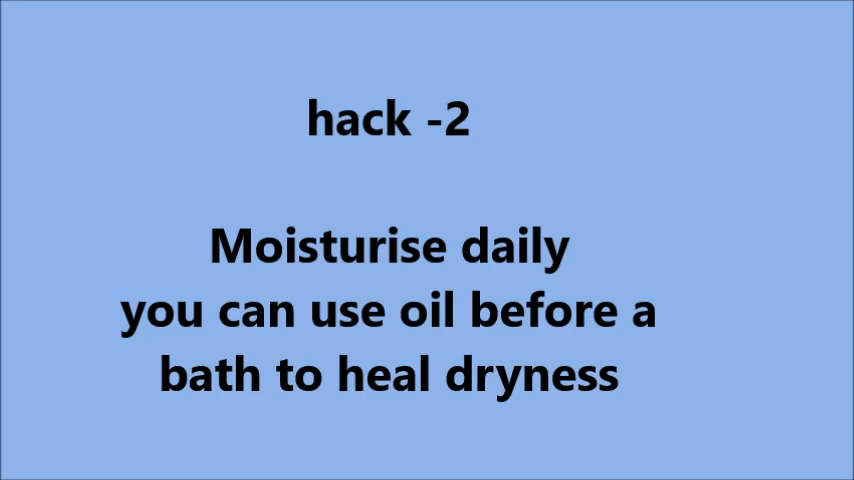 hack -2
Moisturise daily
you can use oil before a
bath to heal dryness